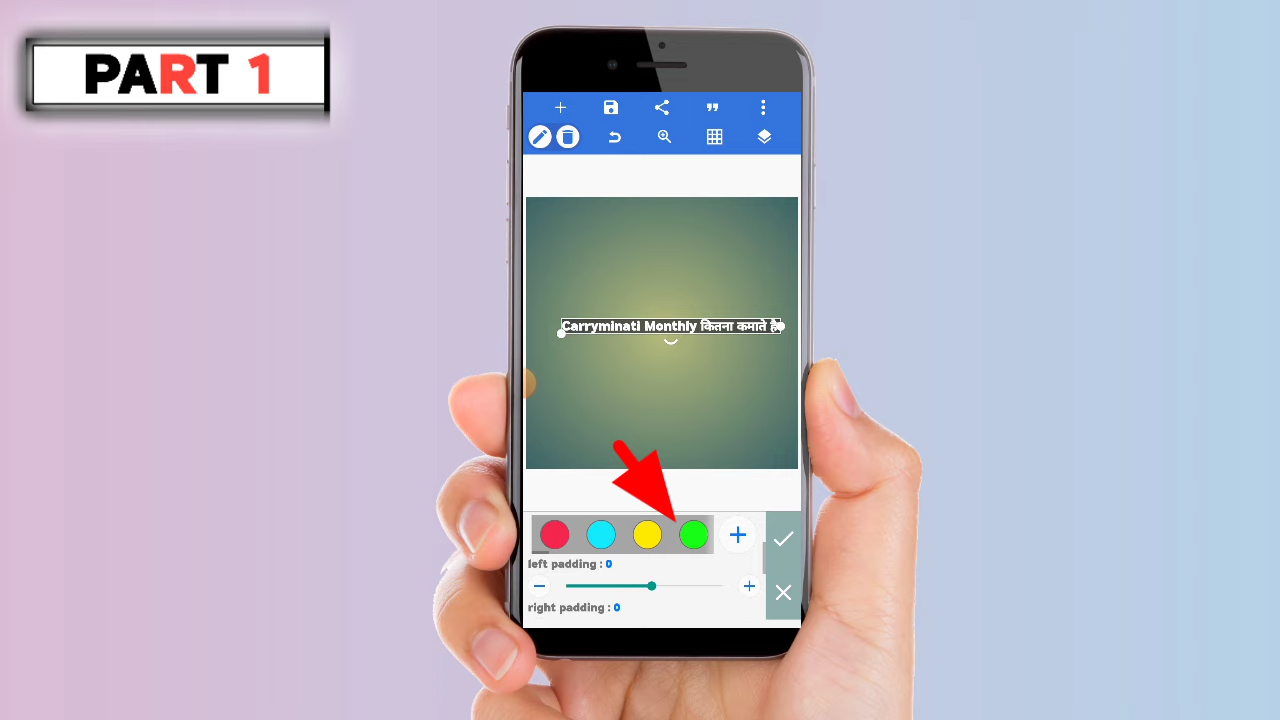 PART 1
Carryminati Monthly कितना कमाते है
left padding : 0
right padding : 0